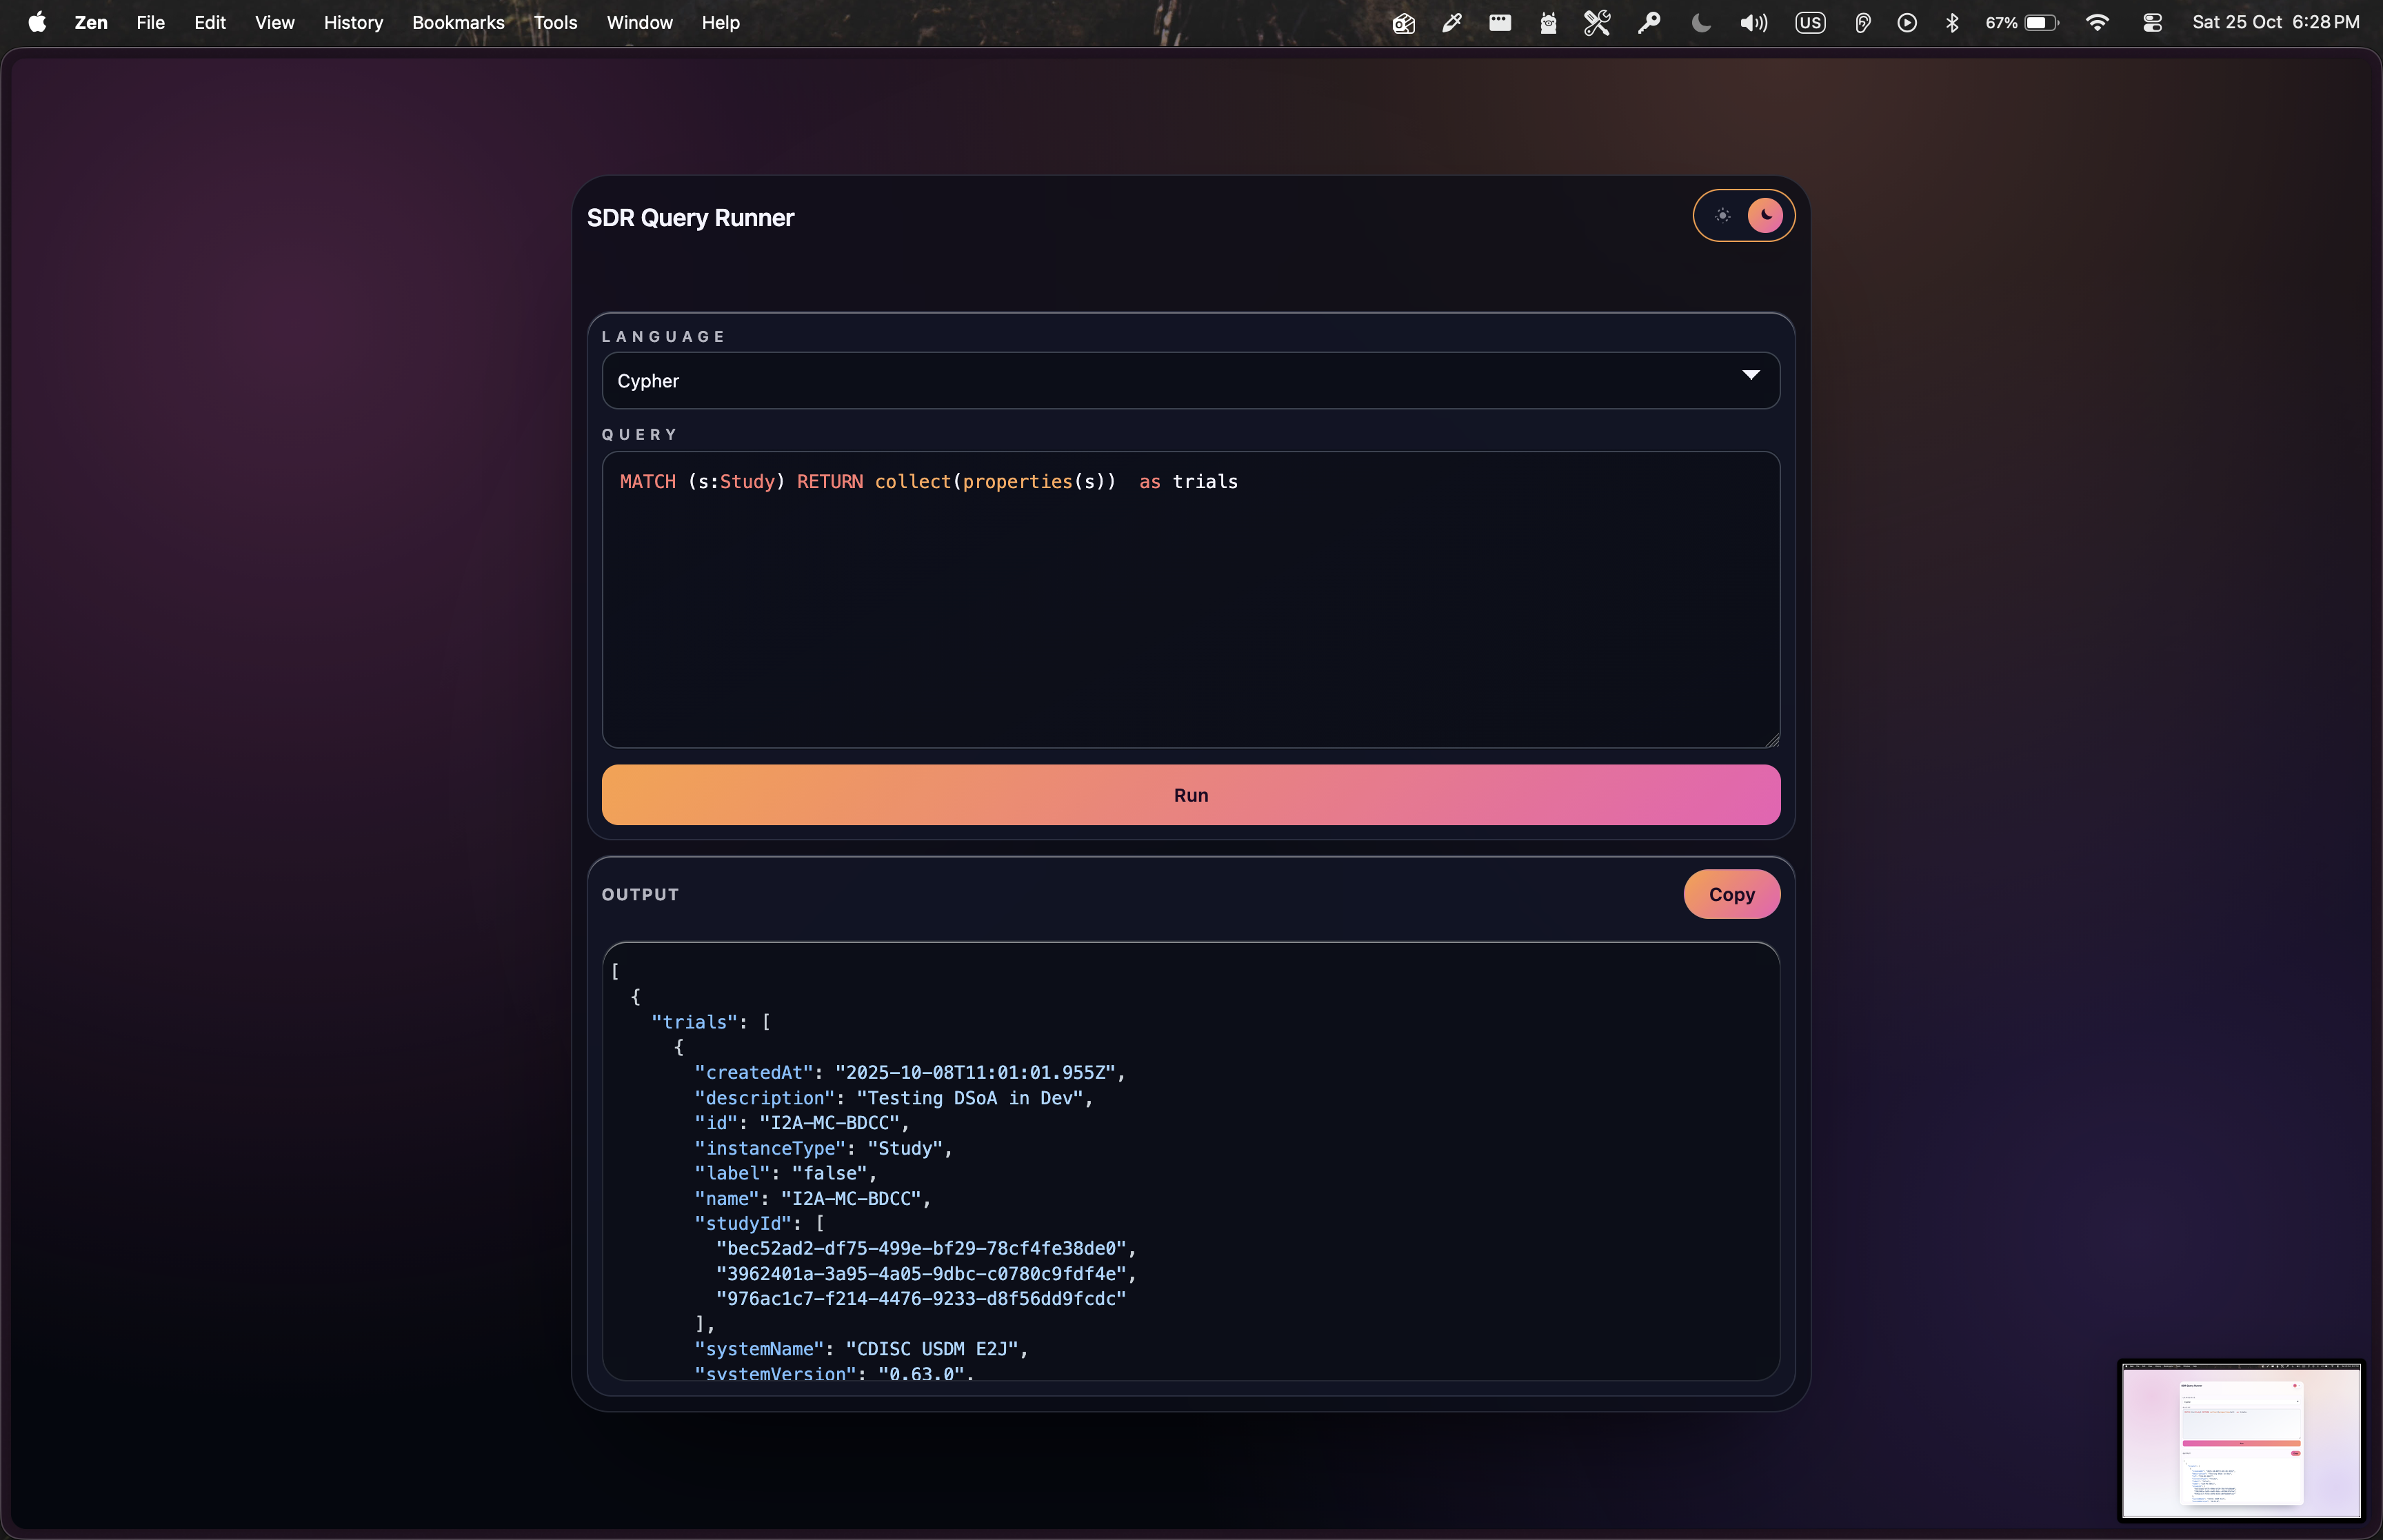 Zen File Edit View History Bookmarks Tools Window Help US 67% Sat 25 Oct 6:28 PM
SDR Query Runner
LANGUAGE
Cypher
QUERY
MATCH (s:Study) RETURN collect(properties(s))  as trials
Run
OUTPUT
Copy
[
  {
    "trials": [
      {
        "createdAt": "2025-10-08T11:01:01.955Z",
        "description": "Testing DSoA in Dev",
        "id": "I2A-MC-BDCC",
        "instanceType": "Study",
        "label": "false",
        "name": "I2A-MC-BDCC",
        "studyId": [
          "bec52ad2-df75-499e-bf29-78cf4fe38de0",
          "3962401a-3a95-4a05-9dbc-c0780c9fdf4e",
          "976ac1c7-f214-4476-9233-d8f56dd9fcdc"
        ],
        "systemName": "CDISC USDM E2J",
        "systemVersion": "0.63.0",